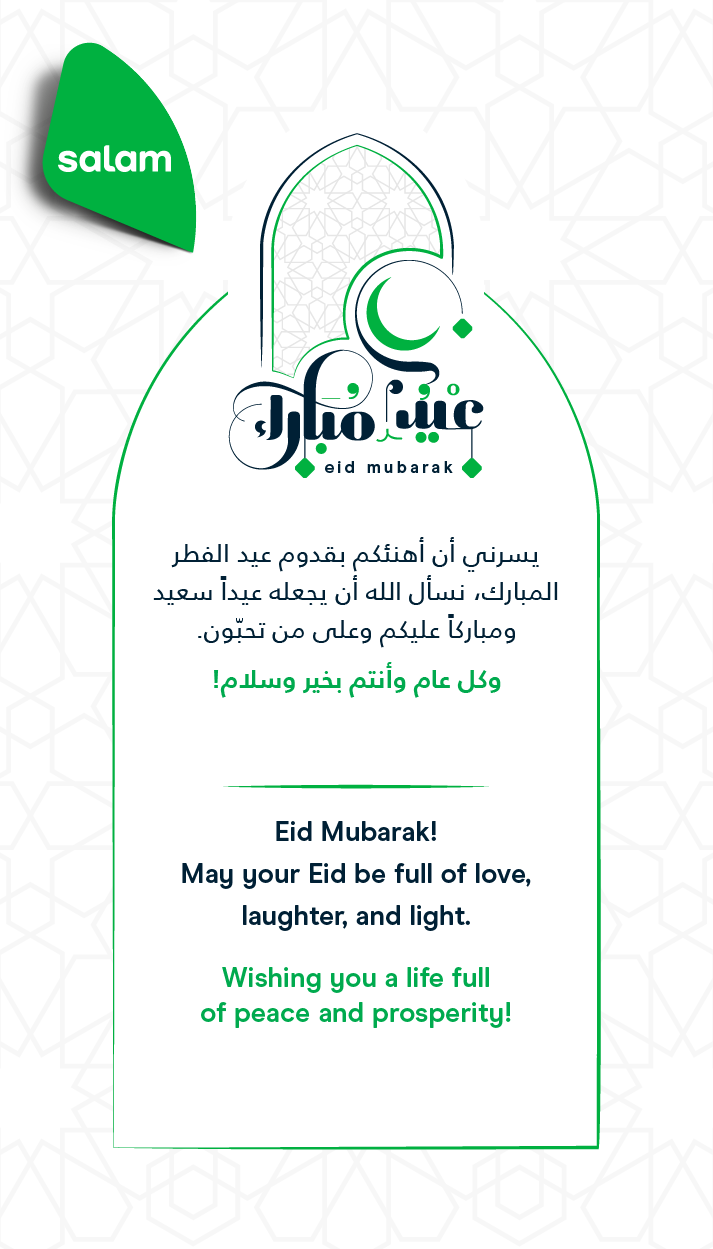 salam
عيد مبارك
eid mubarak
يسرني أن أهنئكم بقدوم عيد الفطر
المبارك، نسأل الله أن يجعله عيداً سعيد
ومباركاً عليكم وعلى من تحبّون.
وكل عام وأنتم بخير وسلام!
Eid Mubarak!
May your Eid be full of love,
laughter, and light.
Wishing you a life full
of peace and prosperity!